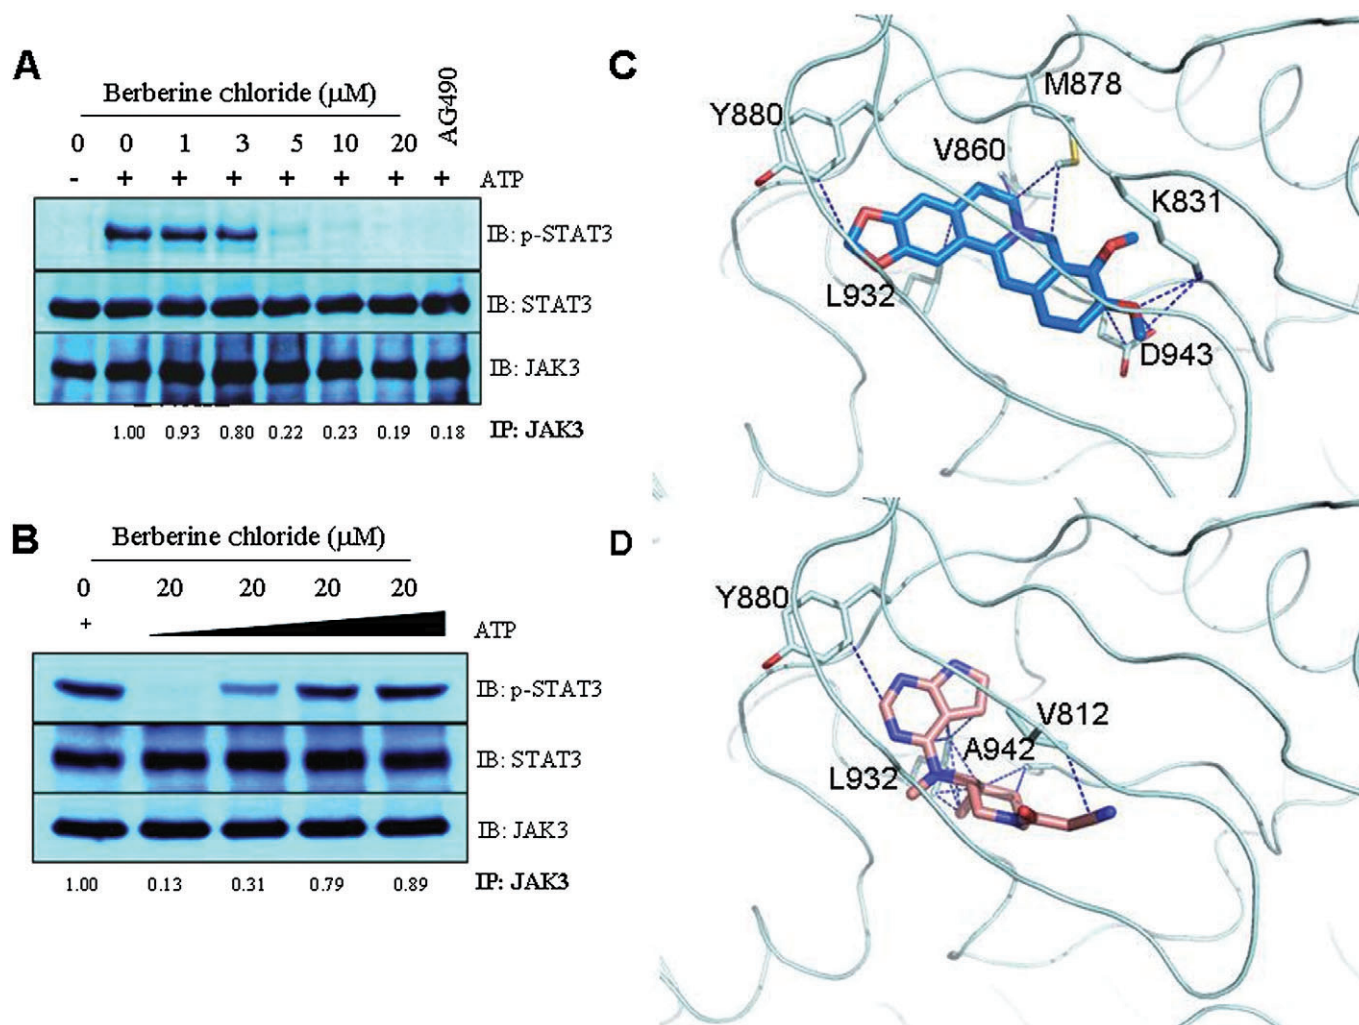 A
Berberine chloride (µM)
AG490
0 0 1 3 5 10 20
- + + + + + + + ATP
IB: p-STAT3
IB: STAT3
IB: JAK3
1.00 0.93 0.80 0.22 0.23 0.19 0.18 IP: JAK3
B
Berberine chloride (µM)
0 20 20 20 20
+ ATP
IB: p-STAT3
IB: STAT3
IB: JAK3
1.00 0.13 0.31 0.79 0.89 IP: JAK3
C
M878
Y880
V860
K831
L932
D943
D
Y880
V812
A942
L932